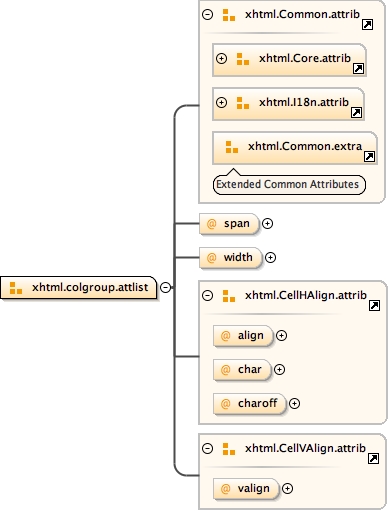 xhtml.Common.attrib
xhtml.Core.attrib
xhtml.I18n.attrib
xhtml.Common.extra
Extended Common Attributes
@ span
@ width
xhtml.colgroup.attlist
xhtml.CellHAlign.attrib
@ align
@ char
@ charoff
xhtml.CellVAlign.attrib
@ valign